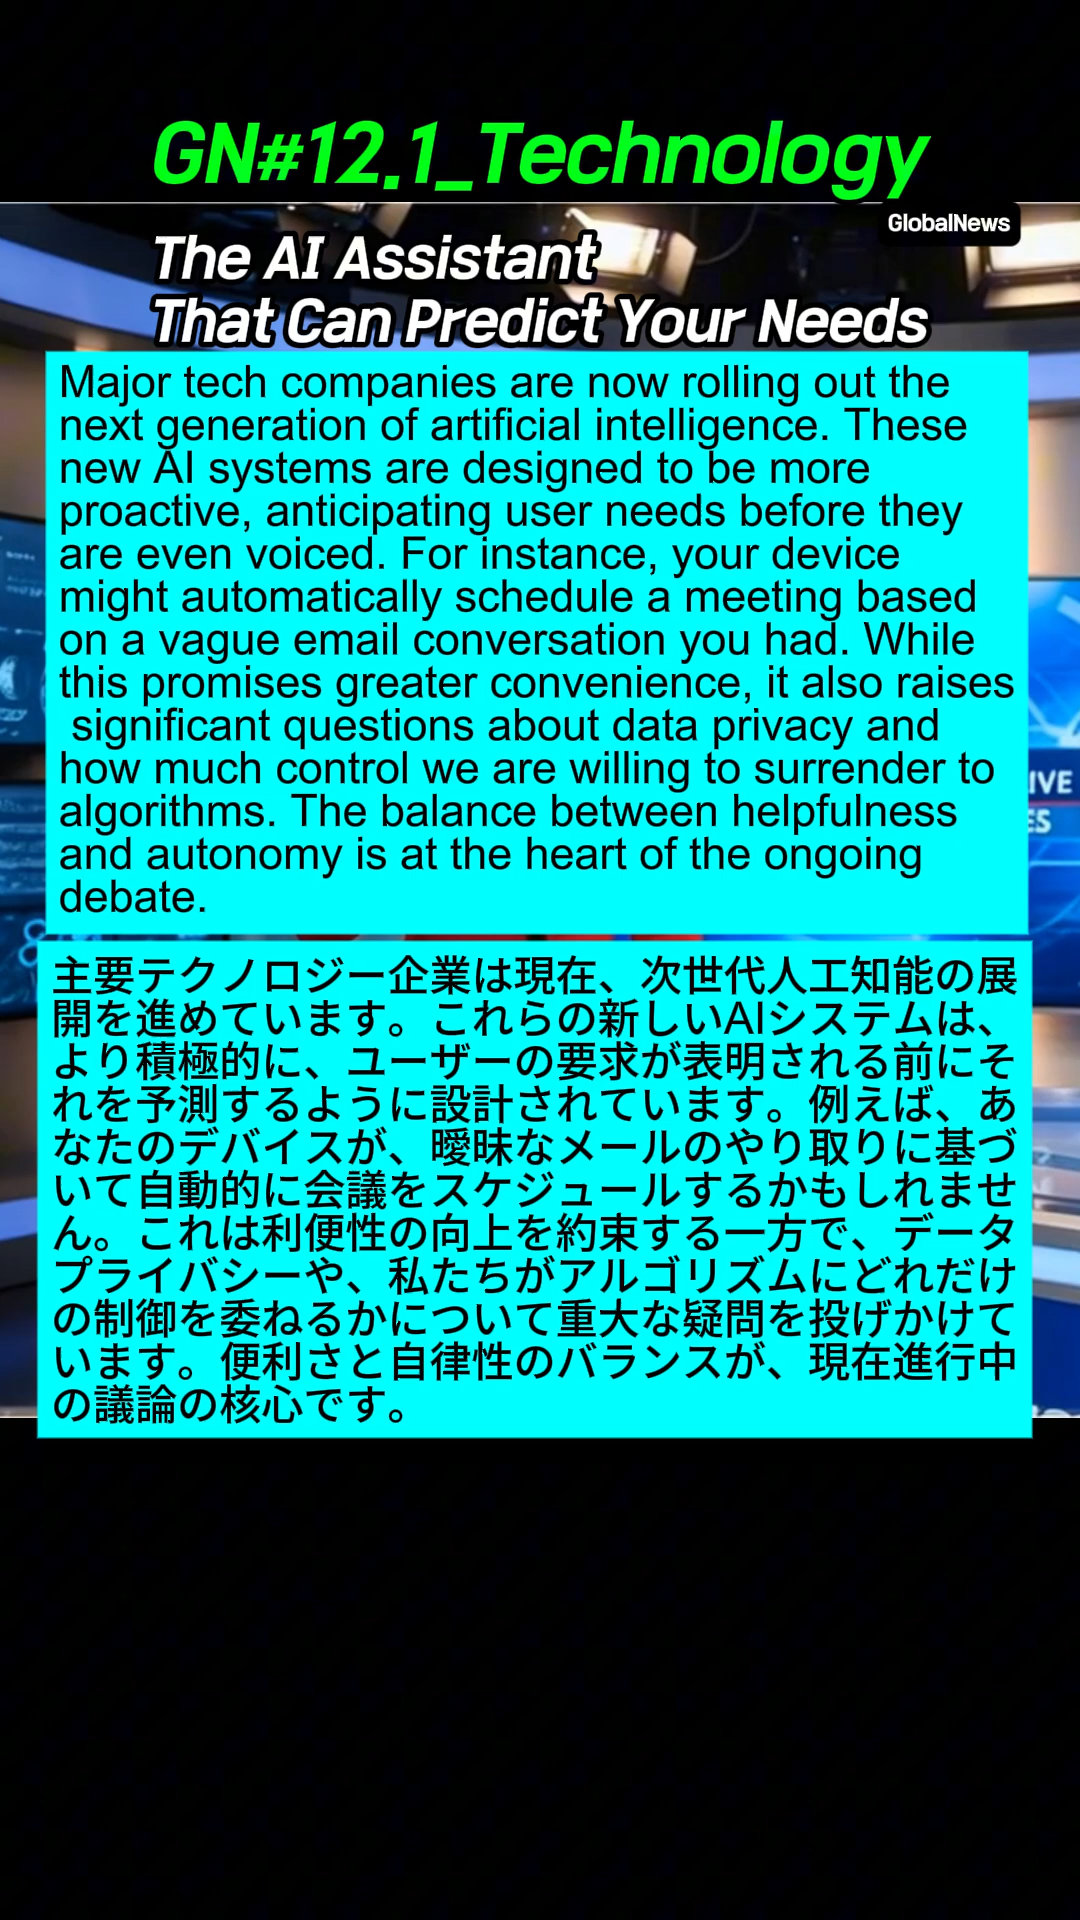 GN#12.1_Technology
GlobalNews
The AI Assistant
That Can Predict Your Needs
Major tech companies are now rolling out the
next generation of artificial intelligence. These
new AI systems are designed to be more
proactive, anticipating user needs before they
are even voiced. For instance, your device
might automatically schedule a meeting based
on a vague email conversation you had. While
this promises greater convenience, it also raises
significant questions about data privacy and
how much control we are willing to surrender to
algorithms. The balance between helpfulness
and autonomy is at the heart of the ongoing
debate.
主要テクノロジー企業は現在、次世代人工知能の展
開を進めています。これらの新しいAIシステムは、
より積極的に、ユーザーの要求が表明される前にそ
れを予測するように設計されています。例えば、あ
なたのデバイスが、曖昧なメールのやり取りに基づ
いて自動的に会議をスケジュールするかもしれませ
ん。これは利便性の向上を約束する一方で、データ
プライバシーや、私たちがアルゴリズムにどれだけ
の制御を委ねるかについて重大な疑問を投げかけて
います。便利さと自律性のバランスが、現在進行中
の議論の核心です。